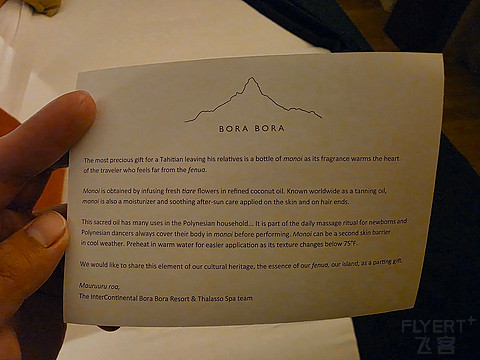 BORA BORA
The most precious gift for a Tahitian leaving his relatives is a bottle of monoi as its fragrance warms the heart
of the traveler who feels far from the fenua.
Monoi is obtained by infusing fresh tiare flowers in refined coconut oil. Known worldwide as a tanning oil,
monoi is also a moisturizer and soothing after-sun care applied on the skin and on hair ends.
This sacred oil has many uses in the Polynesian household... It is part of the daily massage ritual for newborns and
Polynesian dancers always cover their body in monoi before performing. Monoi can be a second skin barrier
in cool weather. Preheat in warm water for easier application as its texture changes below 75°F.
We would like to share this element of our cultural heritage, the essence of our fenua, our island, as a parting gift.
Mauruuru roa,
The InterContinental Bora Bora Resort & Thalasso Spa team
FLYERT+
飞客